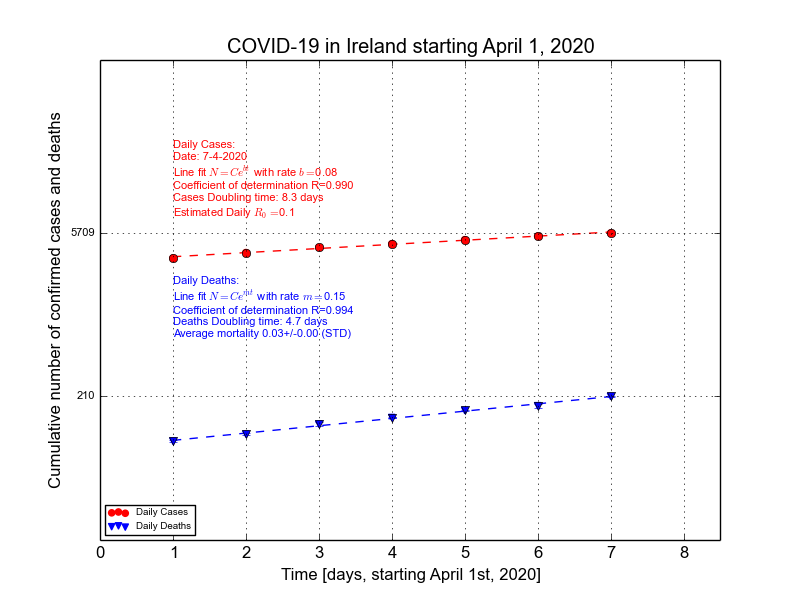 COVID-19 in Ireland starting April 1, 2020
Cumulative number of confirmed cases and deaths
5709
210
Daily Cases:
Date: 7-4-2020
Line fit N=Ce^{bt} with rate b=0.08
Coefficient of determination R=0.990
Cases Doubling time: 8.3 days
Estimated Daily R_0=0.1
Daily Deaths:
Line fit N=Ce^{mt} with rate m=0.15
Coefficient of determination R=0.994
Deaths Doubling time: 4.7 days
Average mortality 0.03+/-0.00 (STD)
Daily Cases
Daily Deaths
0 1 2 3 4 5 6 7 8
Time [days, starting April 1st, 2020]